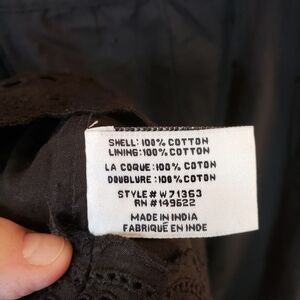 SHELL: 100% COTTON
LINING: 100% COTTON
LA COQUE: 100% COTON
DOUBLURE: 100% COTON
STYLE# W71363
RN #149622
MADE IN INDIA
FABRIQUÉ EN INDE